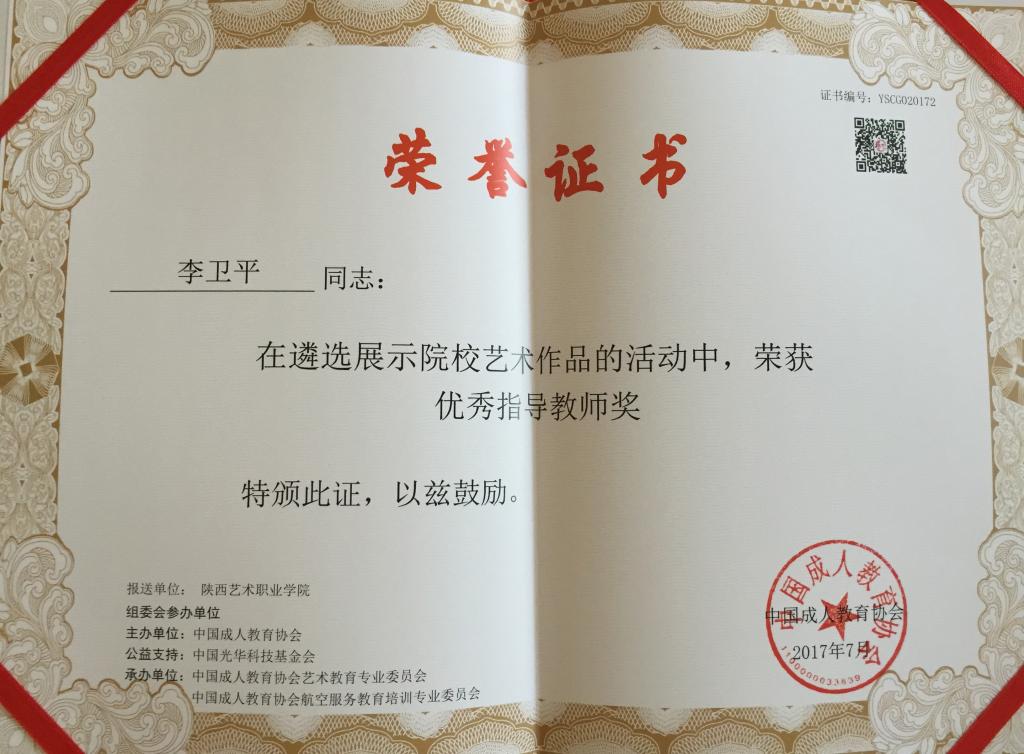 证书编号：YSCG020172
荣誉证书
李卫平 同志：
在遴选展示院校艺术作品的活动中，荣获
优秀指导教师奖
特颁此证，以兹鼓励。
报送单位： 陕西艺术职业学院
组委会参办单位
主办单位：中国成人教育协会
公益支持：中国光华科技基金会
承办单位：中国成人教育协会艺术教育专业委员会
中国成人教育协会航空服务教育培训专业委员会
中国成人教育协会
中国成人教育协会
2017年7月
1100000033839